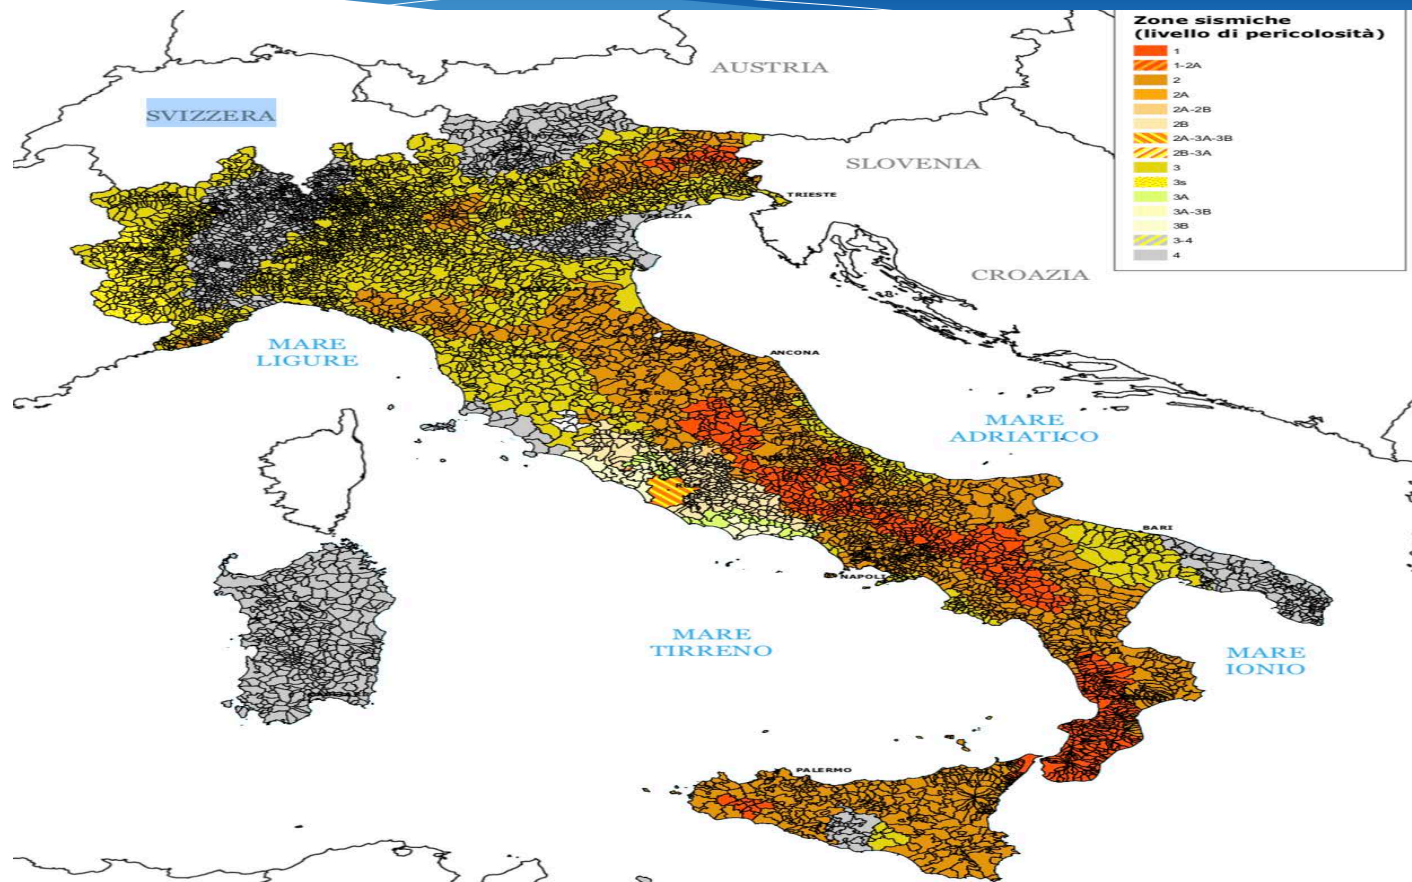 Zone sismiche
(livello di pericolosità)
1
1-2A
2
2A
2A-2B
2B
2A-3A-3B
2B-3A
3
3s
3A
3A-3B
3B
3-4
4
AUSTRIA
SVIZZERA
SLOVENIA
TRIESTE
VENEZIA
CROAZIA
MARE
LIGURE
ANCONA
MARE
ADRIATICO
BARI
NAPOLI
MARE
TIRRENO
MARE
IONIO
PALERMO